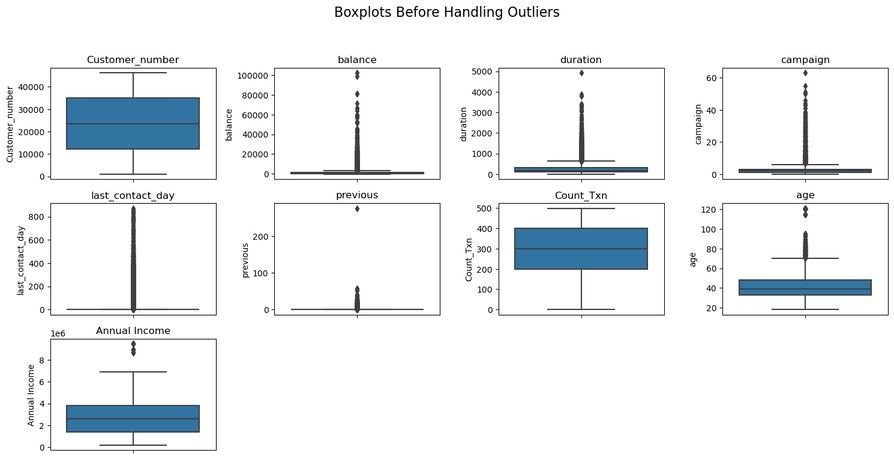 Boxplots Before Handling Outliers
Customer_number
balance
duration
campaign
Customer_number
40000
30000
20000
10000
0
balance
100000
80000
60000
40000
20000
0
duration
5000
4000
3000
2000
1000
0
campaign
60
40
20
0
last_contact_day
previous
Count_Txn
age
last_contact_day
800
600
400
200
0
previous
200
100
0
Count_Txn
500
400
300
200
100
0
age
120
100
80
60
40
20
1e6
Annual Income
Annual Income
8
6
4
2
0